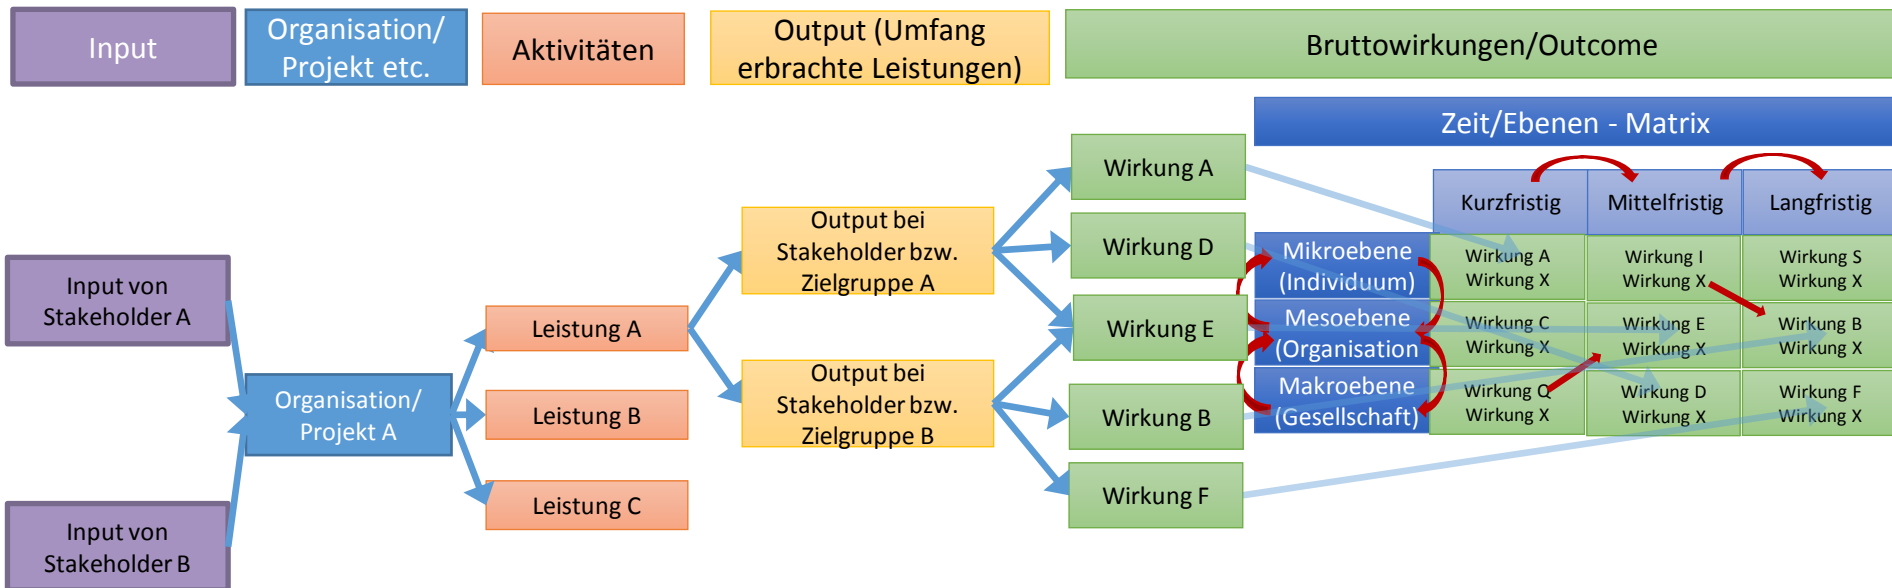 Input
Organisation/
Projekt etc.
Aktivitäten
Output (Umfang
erbrachte Leistungen)
Bruttowirkungen/Outcome
Zeit/Ebenen - Matrix
Kurzfristig
Mittelfristig
Langfristig
Input von
Stakeholder A
Input von
Stakeholder B
Organisation/
Projekt A
Leistung A
Leistung B
Leistung C
Output bei
Stakeholder bzw.
Zielgruppe A
Output bei
Stakeholder bzw.
Zielgruppe B
Wirkung A
Wirkung D
Wirkung E
Wirkung B
Wirkung F
Mikroebene
(Individuum)
Wirkung A
Wirkung X
Wirkung I
Wirkung X
Wirkung S
Wirkung X
Mesoebene
(Organisation
Wirkung C
Wirkung X
Wirkung E
Wirkung X
Wirkung B
Wirkung X
Makroebene
(Gesellschaft)
Wirkung Q
Wirkung X
Wirkung D
Wirkung X
Wirkung F
Wirkung X